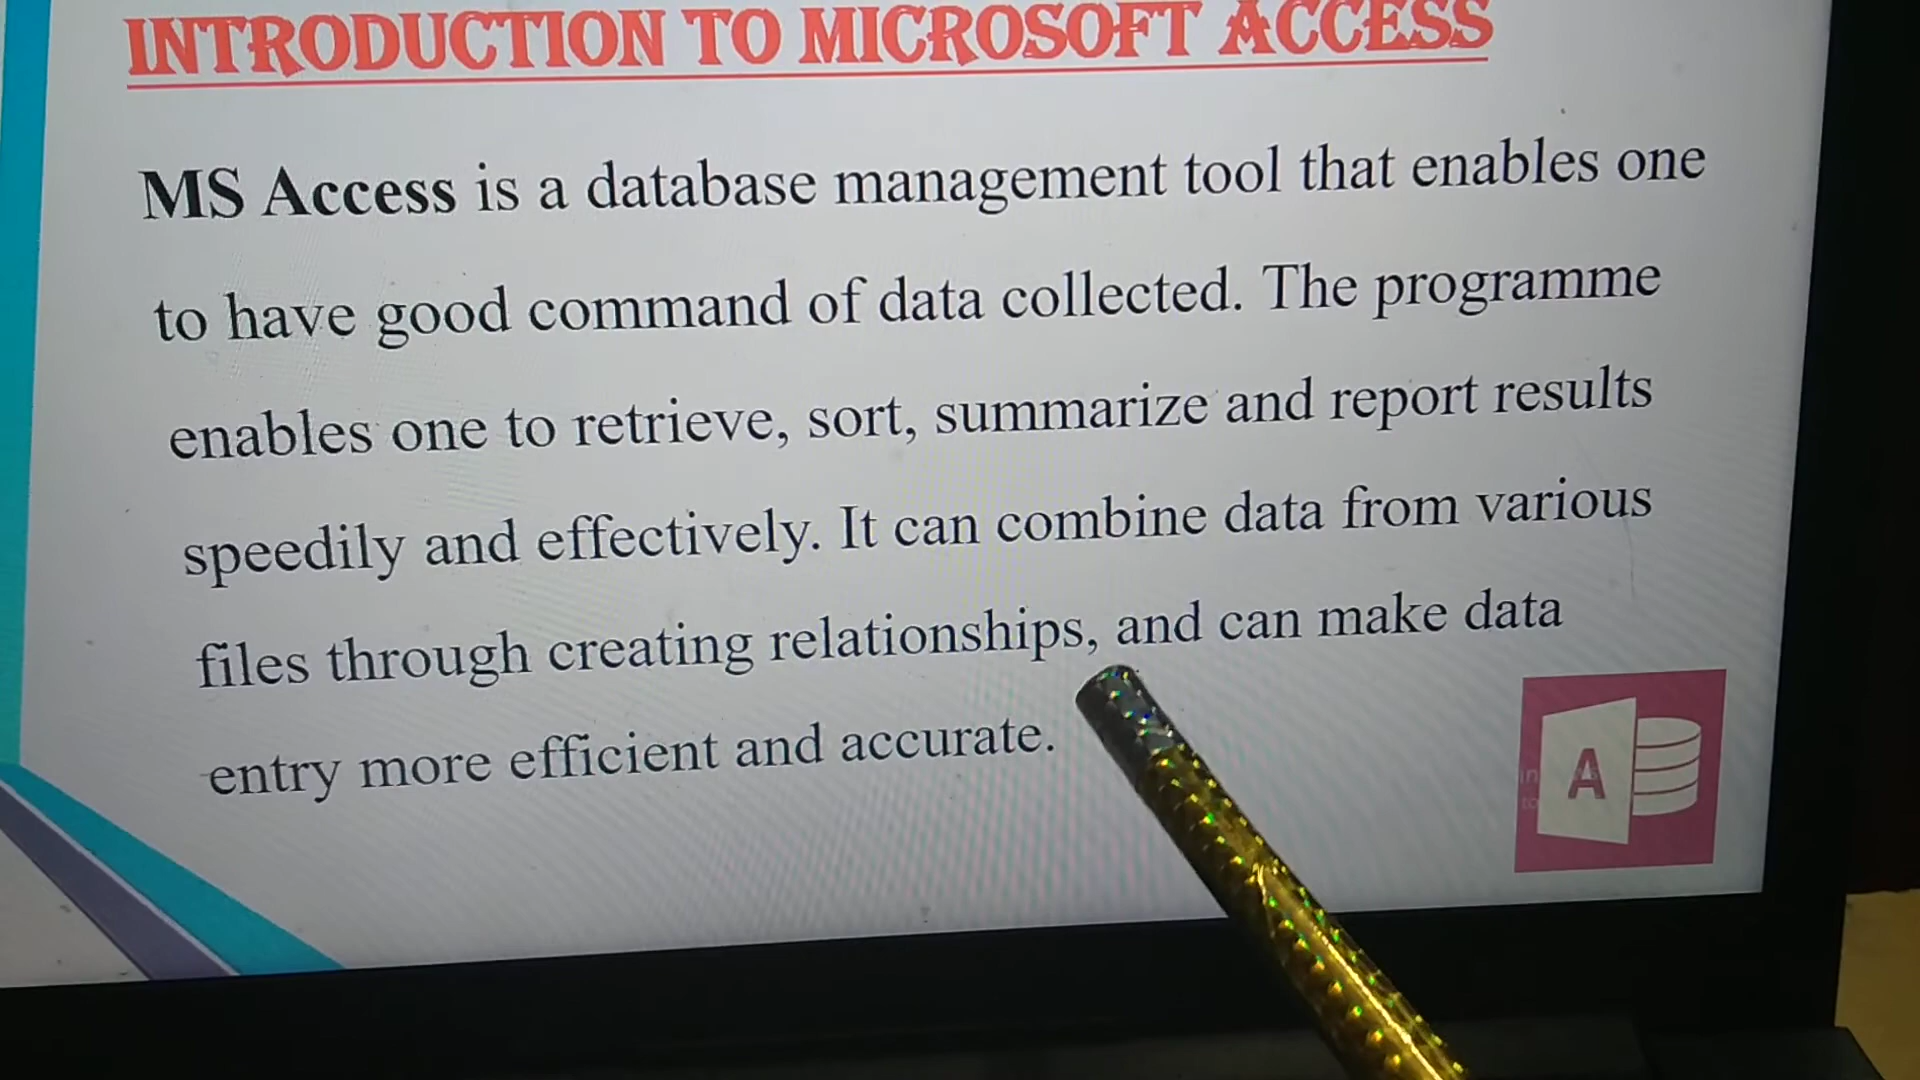 INTRODUCTION TO MICROSOFT ACCESS
MS Access is a database management tool that enables one
to have good command of data collected. The programme
enables one to retrieve, sort, summarize and report results
speedily and effectively. It can combine data from various
files through creating relationships, and can make data
entry more efficient and accurate.
A